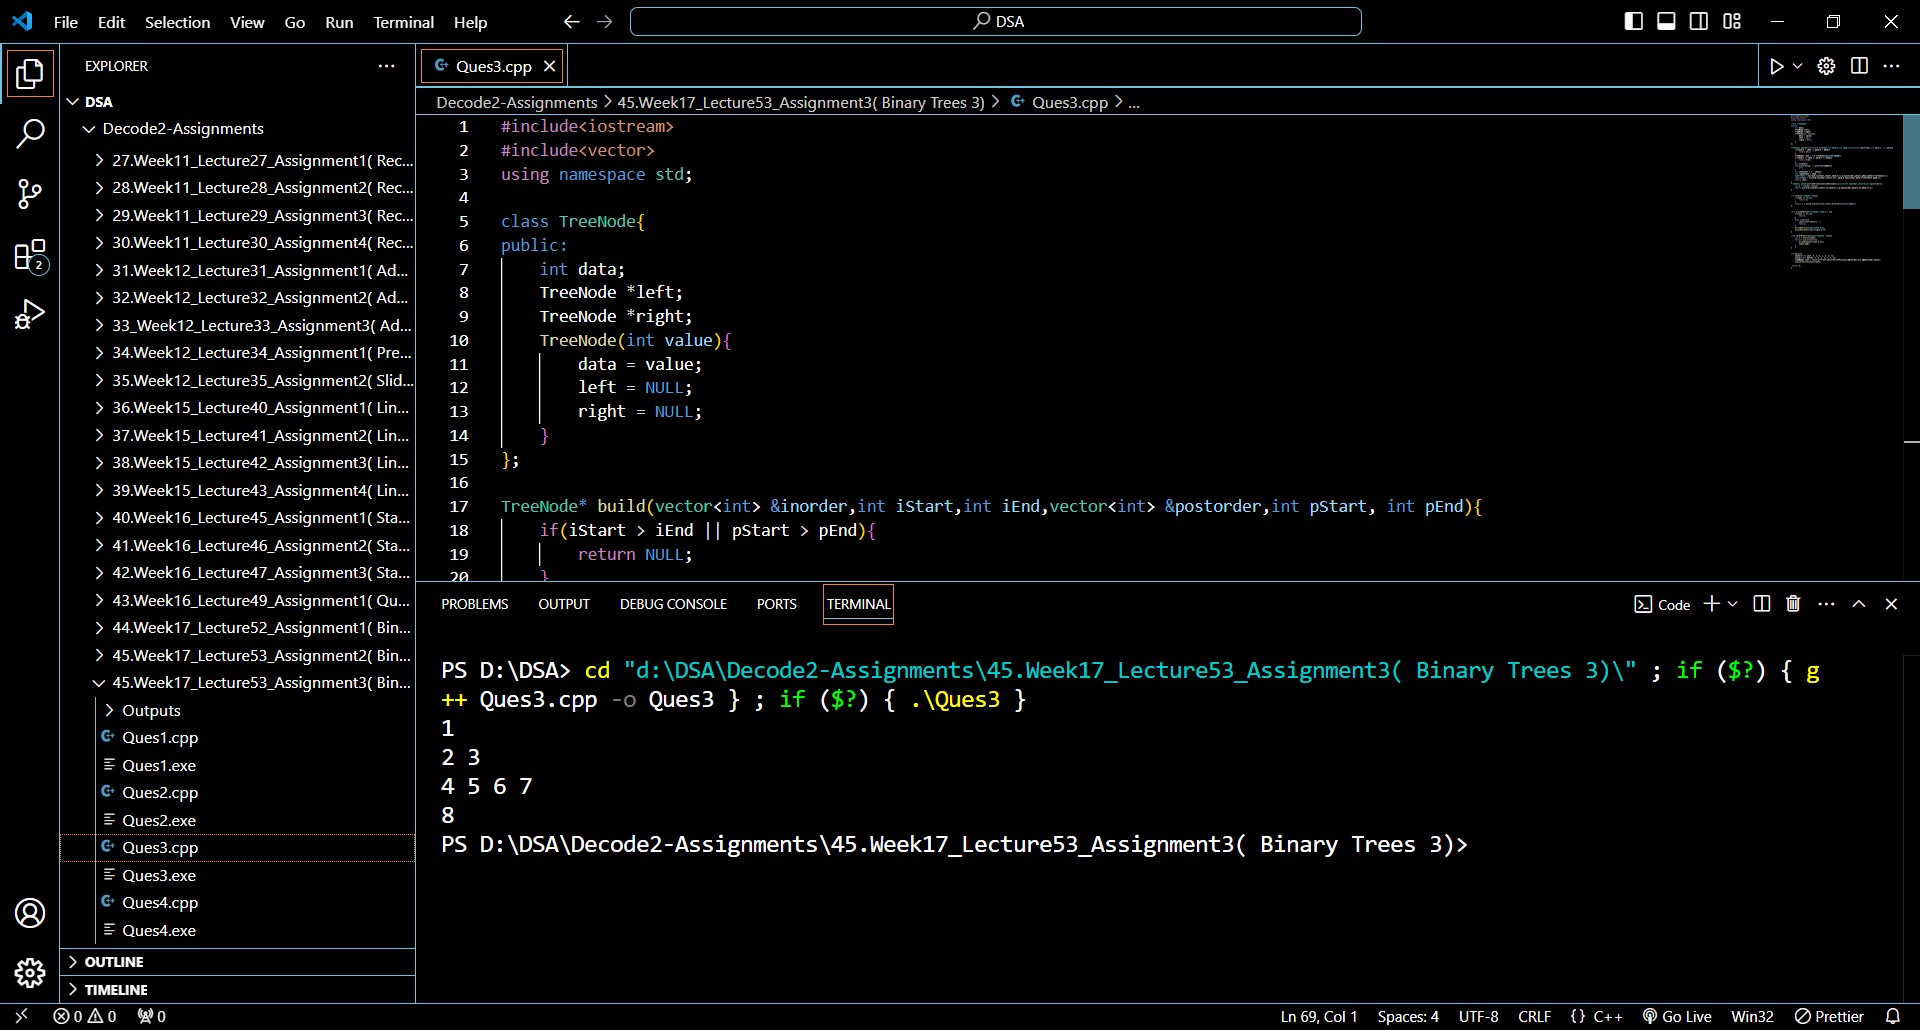 File Edit Selection View Go Run Terminal Help
DSA
EXPLORER
DSA
Decode2-Assignments
27.Week11_Lecture27_Assignment1( Rec...
28.Week11_Lecture28_Assignment2( Rec...
29.Week11_Lecture29_Assignment3( Rec...
30.Week11_Lecture30_Assignment4( Rec...
31.Week12_Lecture31_Assignment1( Ad...
32.Week12_Lecture32_Assignment2( Ad...
33_Week12_Lecture33_Assignment3( Ad...
34.Week12_Lecture34_Assignment1( Pre...
35.Week12_Lecture35_Assignment2( Slid...
36.Week15_Lecture40_Assignment1( Lin...
37.Week15_Lecture41_Assignment2( Lin...
38.Week15_Lecture42_Assignment3( Lin...
39.Week15_Lecture43_Assignment4( Lin...
40.Week16_Lecture45_Assignment1( Sta...
41.Week16_Lecture46_Assignment2( Sta...
42.Week16_Lecture47_Assignment3( Sta...
43.Week16_Lecture49_Assignment1( Qu...
44.Week17_Lecture52_Assignment1( Bin...
45.Week17_Lecture53_Assignment2( Bin...
45.Week17_Lecture53_Assignment3( Bin...
Outputs
Ques1.cpp
Ques1.exe
Ques2.cpp
Ques2.exe
Ques3.cpp
Ques3.exe
Ques4.cpp
Ques4.exe
OUTLINE
TIMELINE
2
Ques3.cpp
Decode2-Assignments > 45.Week17_Lecture53_Assignment3( Binary Trees 3) > Ques3.cpp > ...
1 #include<iostream>
2 #include<vector>
3 using namespace std;
4
5 class TreeNode{
6 public:
7 int data;
8 TreeNode *left;
9 TreeNode *right;
10 TreeNode(int value){
11 data = value;
12 left = NULL;
13 right = NULL;
14 }
15 };
16
17 TreeNode* build(vector<int> &inorder,int iStart,int iEnd,vector<int> &postorder,int pStart, int pEnd){
18 if(iStart > iEnd || pStart > pEnd){
19 return NULL;
20 }
PROBLEMS OUTPUT DEBUG CONSOLE PORTS TERMINAL
Code
PS D:\DSA> cd "d:\DSA\Decode2-Assignments\45.Week17_Lecture53_Assignment3( Binary Trees 3)\" ; if ($?) { g
++ Ques3.cpp -o Ques3 } ; if ($?) { .\Ques3 }
1
2 3
4 5 6 7
8
PS D:\DSA\Decode2-Assignments\45.Week17_Lecture53_Assignment3( Binary Trees 3)>
0 0 0
Ln 69, Col 1 Spaces: 4 UTF-8 CRLF {} C++ Go Live Win32 Prettier